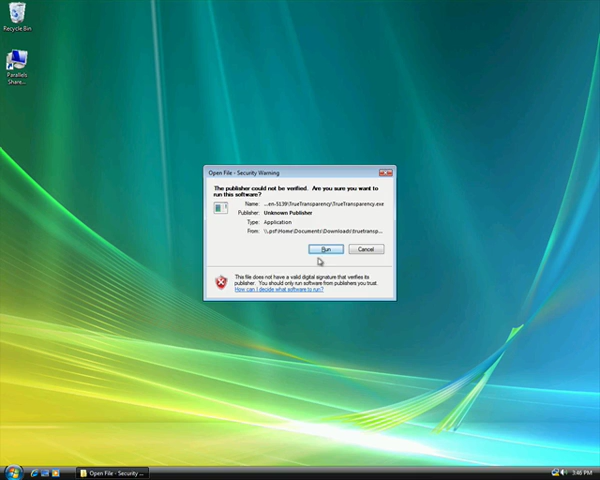 Recycle Bin
Parallels
Share...
Open File - Security Warning
The publisher could not be verified. Are you sure you want to
run this software?
Name: ...en-5139\TrueTransparency\TrueTransparency.exe
Publisher: Unknown Publisher
Type: Application
From: \\.psf\Home\Documents\Downloads\truetransp...
Run
Cancel
This file does not have a valid digital signature that verifies its
publisher. You should only run software from publishers you trust.
How can I decide what software to run?
Open File - Security ...
3:46 PM